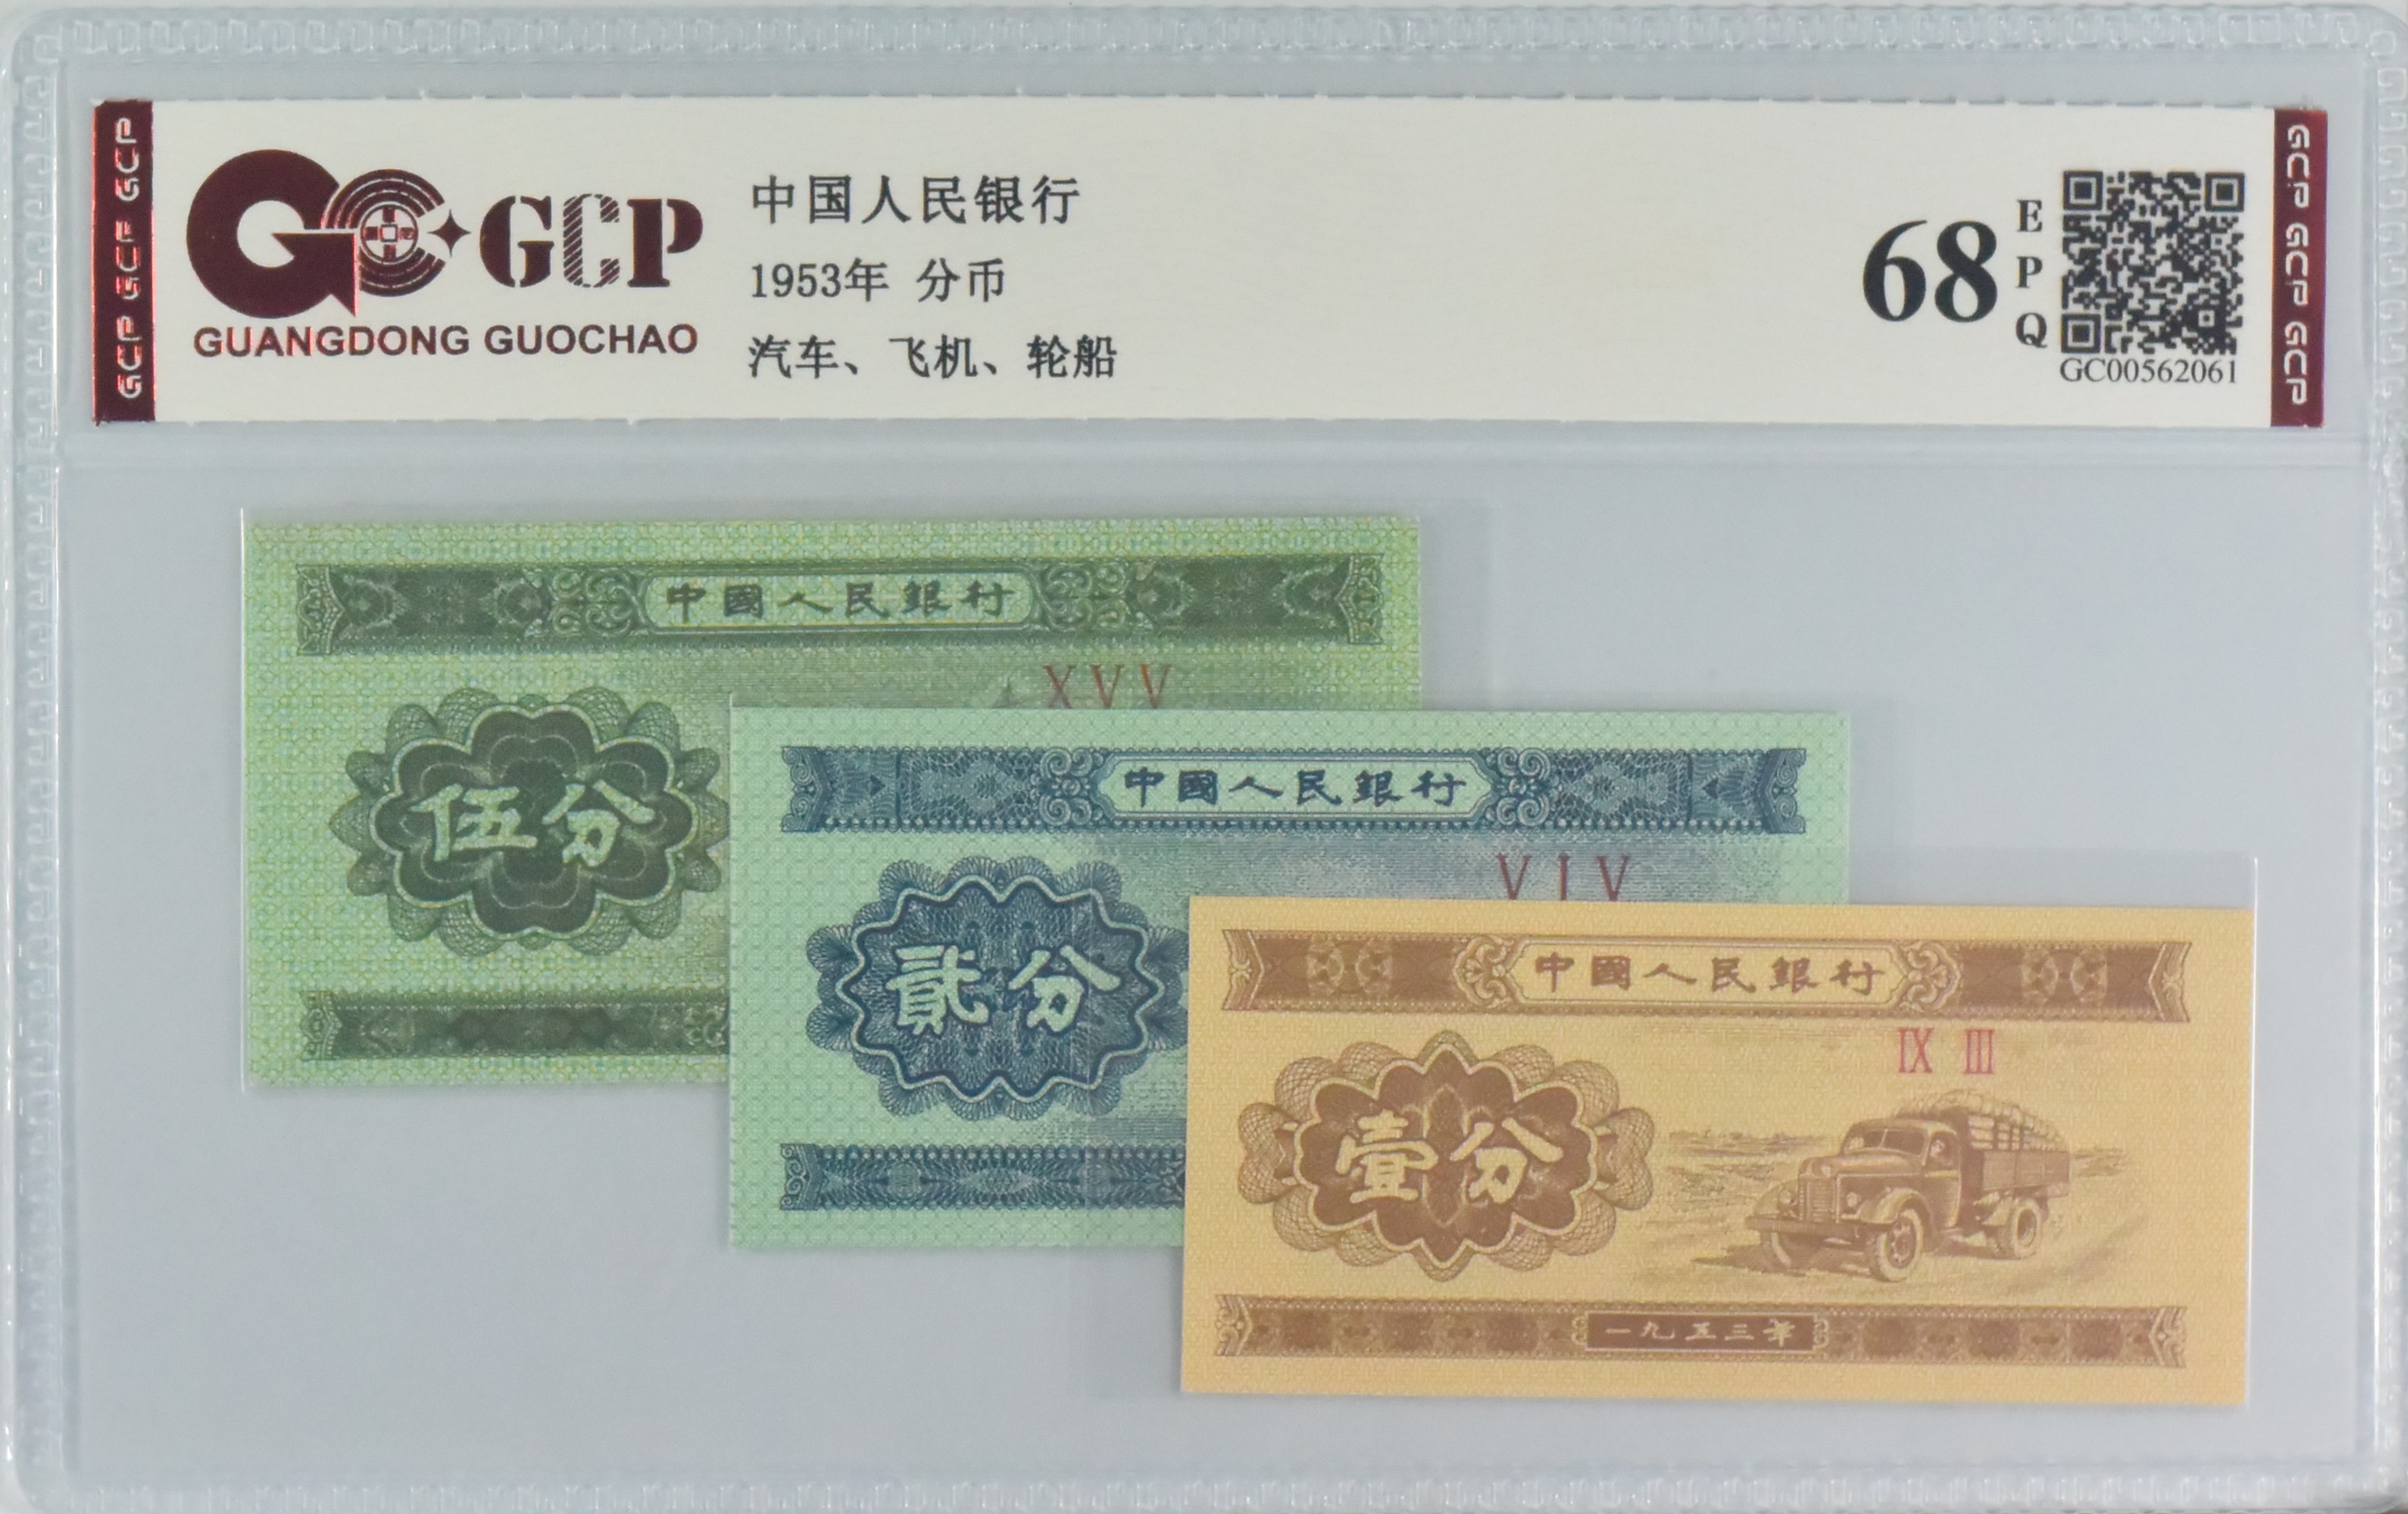 GCP GCP GCP
GCP
GUANGDONG GUOCHAO
中国人民银行
1953年 分币
汽车、飞机、轮船
68
EPQ
GC00562061
GCP GCP GCP GCP
中國人民銀行
XVV
伍分
中國人民銀行
VIV
貳分
中國人民銀行
IX III
壹分
一九五三年